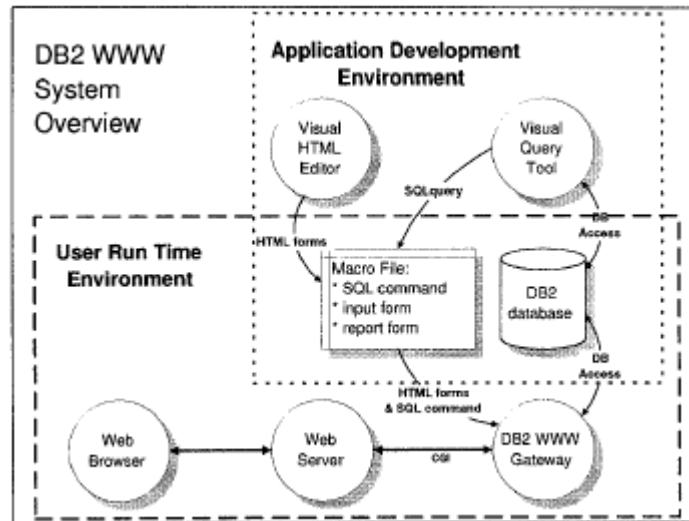 DB2 WWW
System
Overview
Application Development
Environment
Visual
HTML
Editor
Visual
Query
Tool
SQLquery
DB
Access
HTML forms
User Run Time
Environment
Macro File:
* SQL command
* input form
* report form
DB2
database
DB
Access
HTML forms
& SQL command
Web
Browser
Web
Server
CGI
DB2 WWW
Gateway